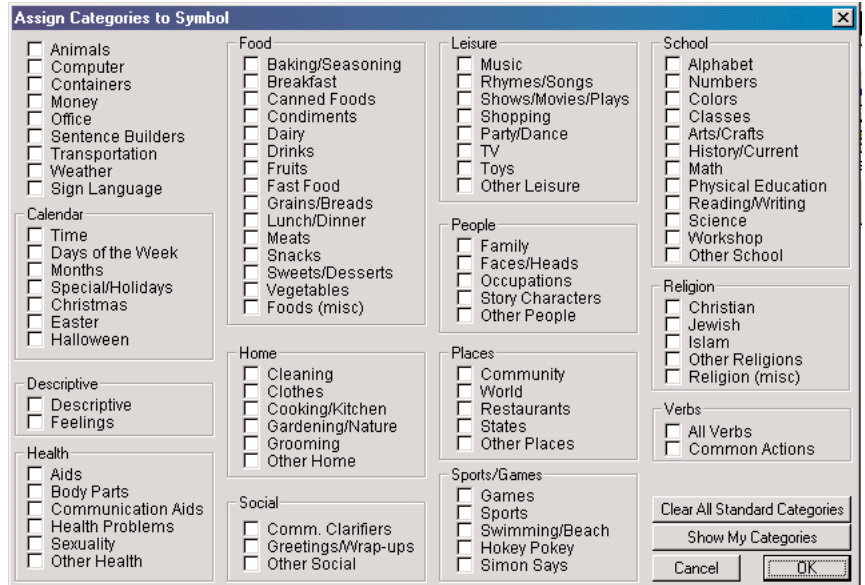 Assign Categories to Symbol
Animals
Computer
Containers
Money
Office
Sentence Builders
Transportation
Weather
Sign Language
Calendar
Time
Days of the Week
Months
Special/Holidays
Christmas
Easter
Halloween
Descriptive
Descriptive
Feelings
Health
Aids
Body Parts
Communication Aids
Health Problems
Sexuality
Other Health
Food
Baking/Seasoning
Breakfast
Canned Foods
Condiments
Dairy
Drinks
Fruits
Fast Food
Grains/Breads
Lunch/Dinner
Meats
Snacks
Sweets/Desserts
Vegetables
Foods (misc)
Home
Cleaning
Clothes
Cooking/Kitchen
Gardening/Nature
Grooming
Other Home
Social
Comm. Clarifiers
Greetings/Wrap-ups
Other Social
Leisure
Music
Rhymes/Songs
Shows/Movies/Plays
Shopping
Party/Dance
TV
Toys
Other Leisure
People
Family
Faces/Heads
Occupations
Story Characters
Other People
Places
Community
World
Restaurants
States
Other Places
Sports/Games
Games
Sports
Swimming/Beach
Hokey Pokey
Simon Says
School
Alphabet
Numbers
Colors
Classes
Arts/Crafts
History/Current
Math
Physical Education
Reading/Writing
Science
Workshop
Other School
Religion
Christian
Jewish
Islam
Other Religions
Religion (misc)
Verbs
All Verbs
Common Actions
Clear All Standard Categories
Show My Categories
Cancel
OK